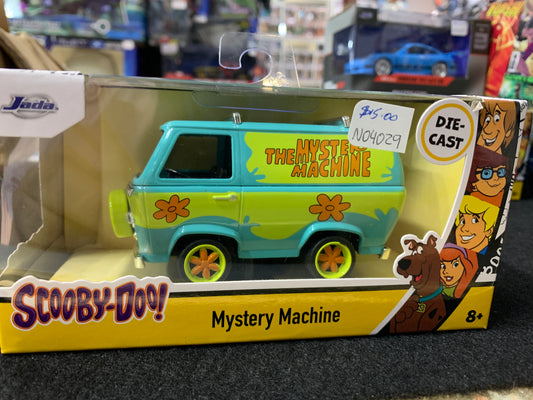 Jada
$15.00
N04029
DIE-
CAST
THE MYSTERY
MACHINE
SCOOBY-DOO!
Mystery Machine
8+